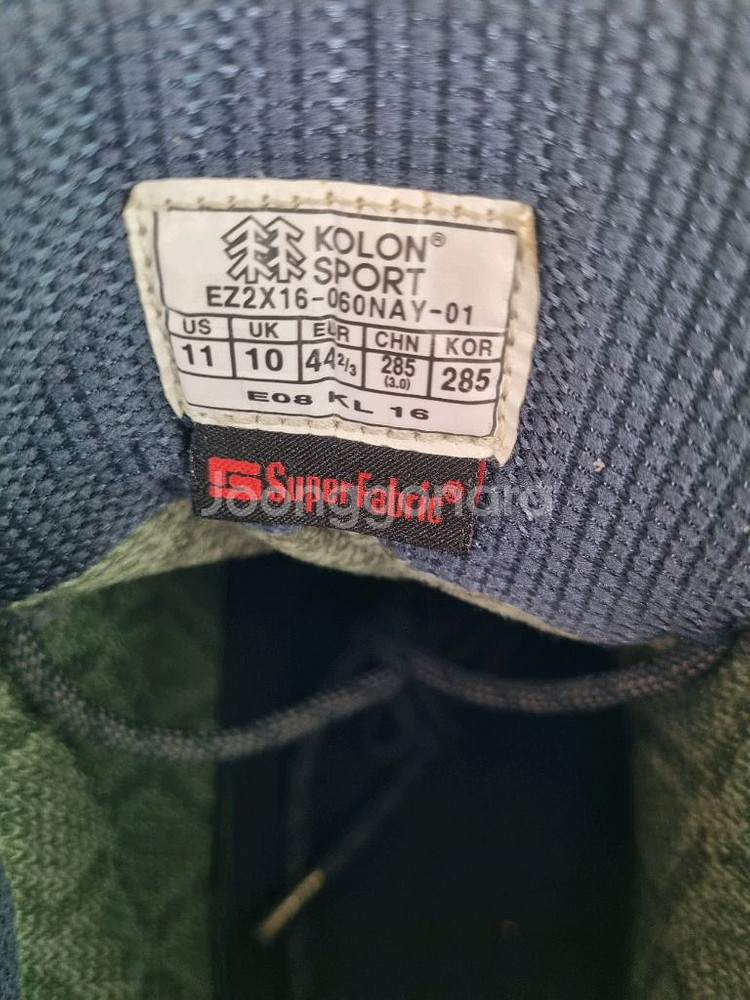 KOLON®
SPORT
EZ2X16-060NAY-01
US UK EUR CHN KOR
11 10 44 2/3 285 (3.0) 285
E08 KL 16
SuperFabric®
Joonggonara